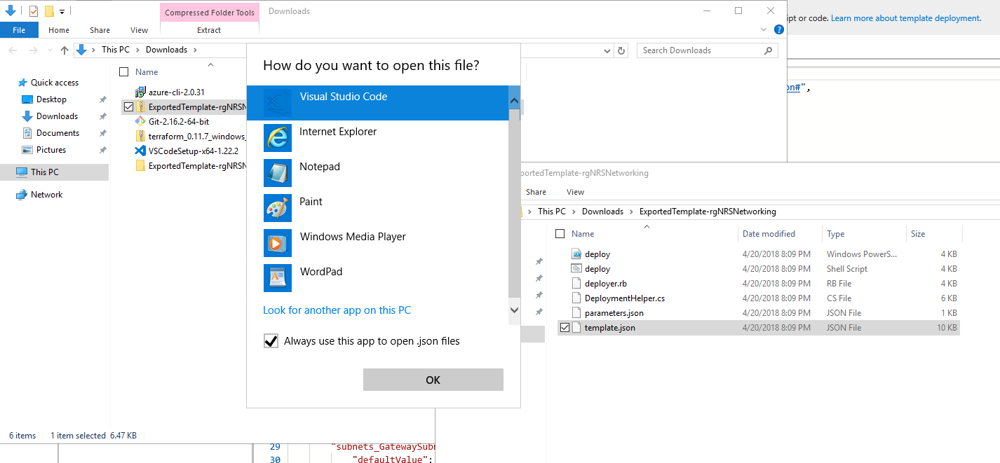 Compressed Folder Tools
Downloads
File
Home
Share
View
Extract
ipt or code. Learn more about template deployment.
This PC
Downloads
Search Downloads
Quick access
Desktop
Downloads
Documents
Pictures
This PC
Network
Name
azure-cli-2.0.31
ExportedTemplate-rgNRSN
Git-2.16.2-64-bit
terraform_0.11.7_windows_
VSCodeSetup-x64-1.22.2
ExportedTemplate-rgNRSN
6 items
1 item selected 6.47 KB
How do you want to open this file?
Visual Studio Code
Internet Explorer
Notepad
Paint
Windows Media Player
WordPad
Look for another app on this PC
Always use this app to open .json files
OK
on#",
portedTemplate-rgNRSNetworking
Share
View
This PC
Downloads
ExportedTemplate-rgNRSNetworking
Name Date modified Type Size
deploy 4/20/2018 8:09 PM Windows PowerS... 4 KB
deploy 4/20/2018 8:09 PM Shell Script 4 KB
deployer.rb 4/20/2018 8:09 PM RB File 4 KB
DeploymentHelper.cs 4/20/2018 8:09 PM CS File 6 KB
parameters.json 4/20/2018 8:09 PM JSON File 1 KB
template.json 4/20/2018 8:09 PM JSON File 10 KB
29 "subnets_GatewaySubn
30 "defaultValue":